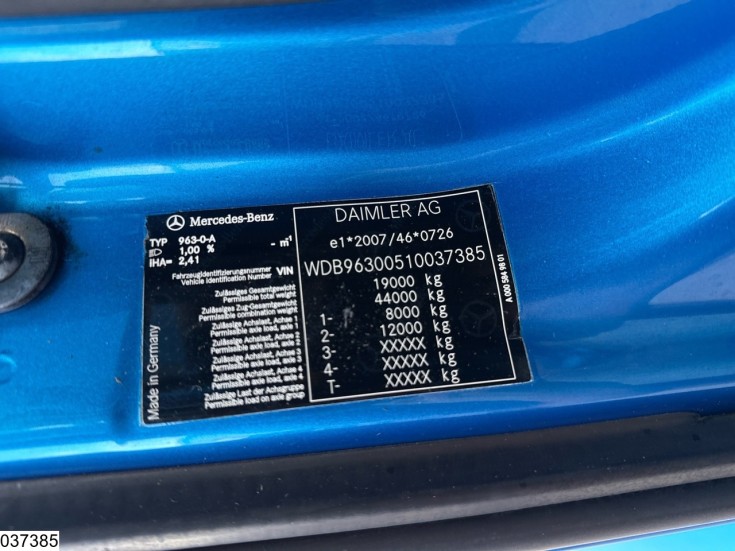 Mercedes-Benz
TYP 963-0-A - m¹
1,00 %
IHA= 2,41
Fahrzeugidentifizierungsnummer
Vehicle Identification Number VIN
Zulässiges Gesamtgewicht
Permissible total weight
Zulässiges Zug-Gesamtgewicht
Permissible combination weight
Zulässige Achslast, Achse 1
Permissible axle load, axle 1
Zulässige Achslast, Achse 2
Permissible axle load, axle 2
Zulässige Achslast, Achse 3
Permissible axle load, axle 3
Zulässige Achslast, Achse 4
Permissible axle load, axle 4
Zulässige Last der Achsgruppe
Permissible load on axle group
Made in Germany
DAIMLER AG
e1*2007/46*0726
WDB96300510037385
19000 kg
44000 kg
1- 8000 kg
2- 12000 kg
3- XXXXX kg
4- XXXXX kg
T- XXXXX kg
A 000 584 98 01
037385